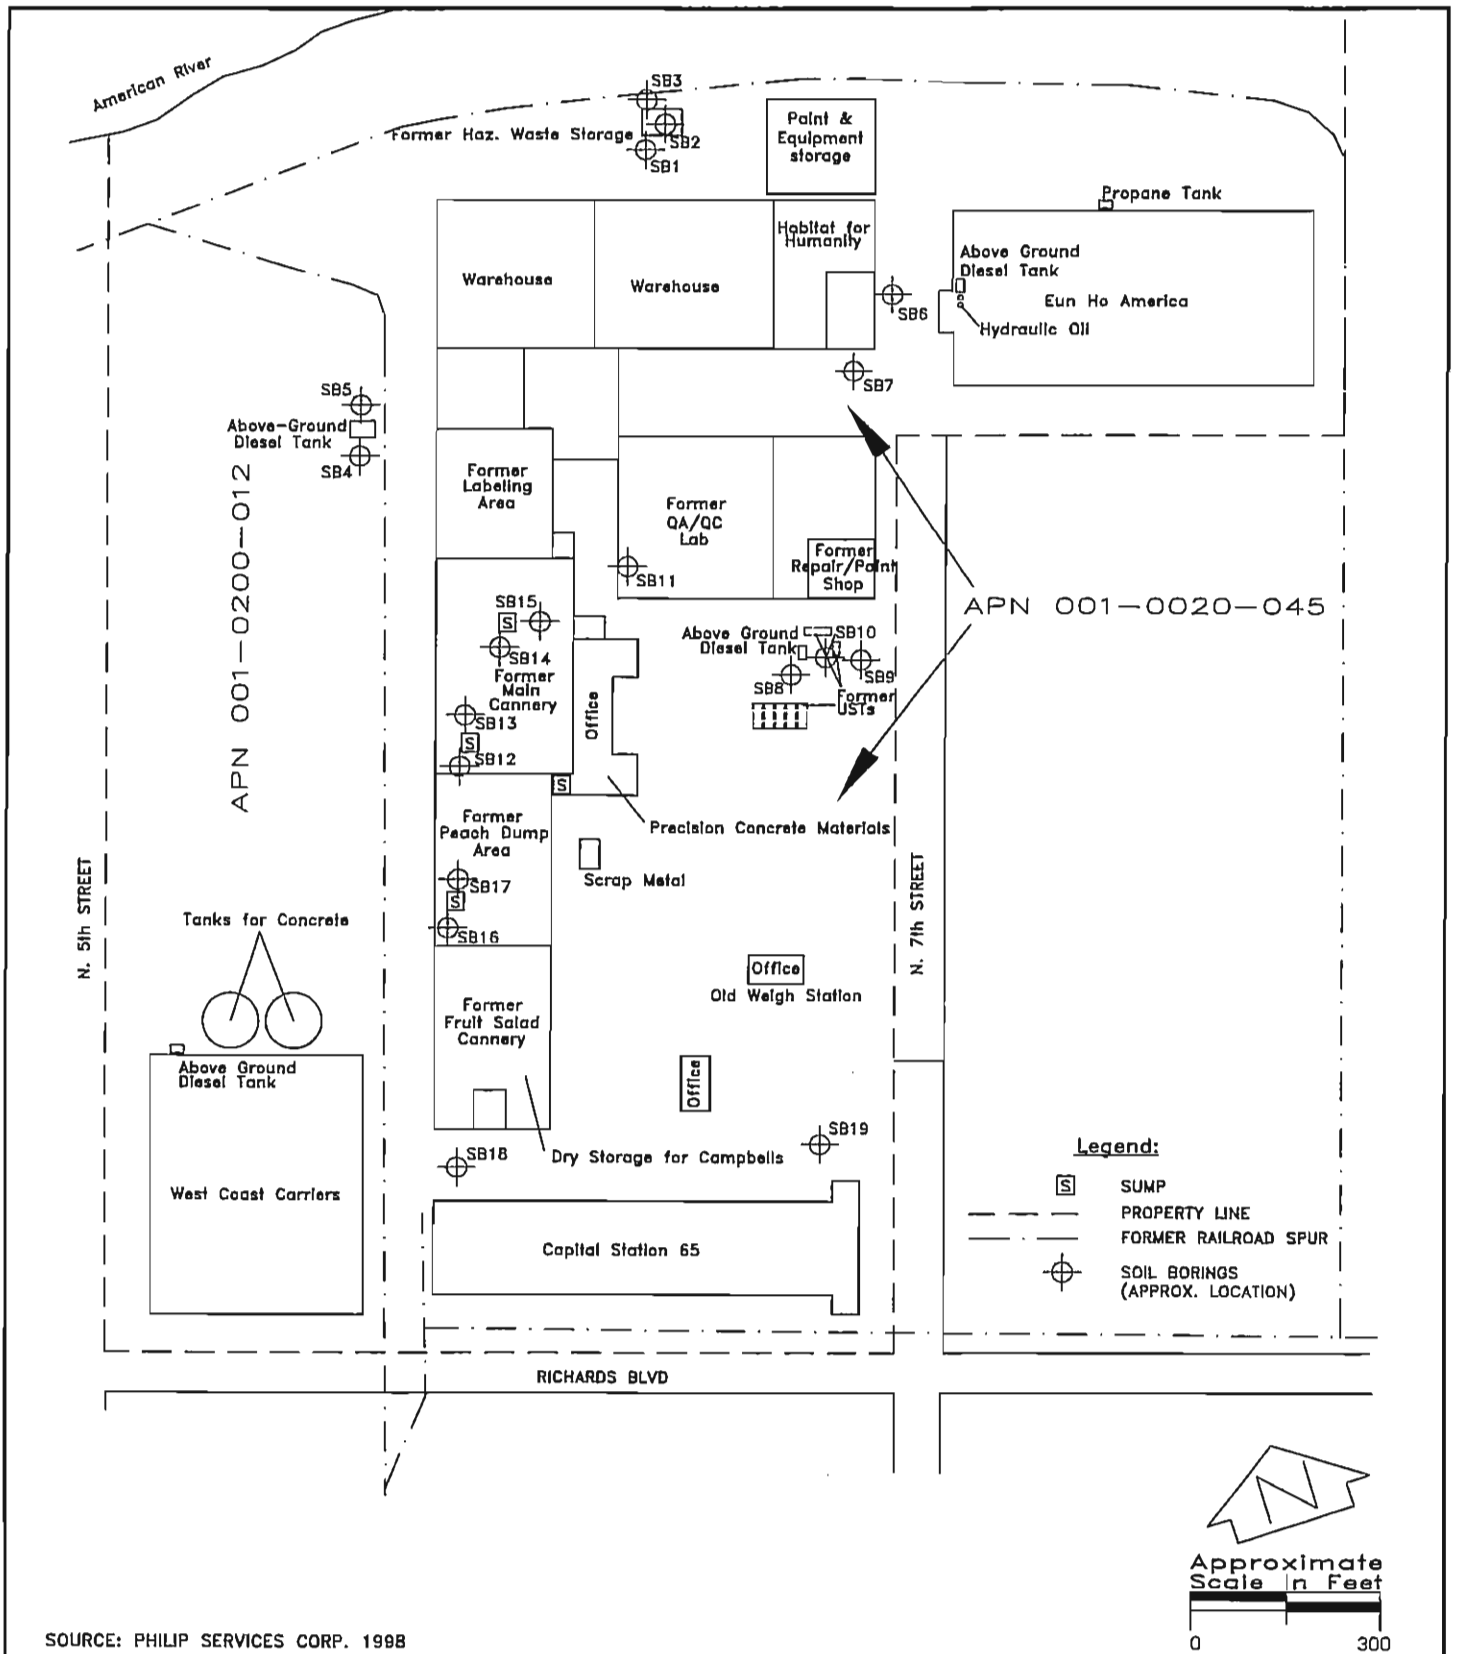 American River
SB3
Former Haz. Waste Storage
SB2
SB1
Paint &
Equipment
storage
Propane Tank
Warehouse
Warehouse
Habitat for
Humanity
SB6
Above Ground
Diesel Tank
Eun Ho America
Hydraulic Oil
SB7
SB5
Above-Ground
Diesel Tank
SB4
APN 001-0200-012
Former
Labeling
Area
Former
QA/QC
Lab
Former
Repair/Paint
Shop
SB11
APN 001-0020-045
SB15
S
SB14
Former
Main
Cannery
SB13
S
SB12
Office
S
Above Ground
Diesel Tank
SB10
SB8
SB9
Former
USTs
Precision Concrete Materials
Former
Peach Dump
Area
SB17
S
SB16
Scrap Metal
N. 5th STREET
N. 7th STREET
Tanks for Concrete
Office
Old Weigh Station
Former
Fruit Salad
Cannery
Office
Above Ground
Diesel Tank
West Coast Carriers
SB18
Dry Storage for Campbells
SB19
Capital Station 65
Legend:
S SUMP
PROPERTY LINE
FORMER RAILROAD SPUR
SOIL BORINGS
(APPROX. LOCATION)
RICHARDS BLVD
N
Approximate
Scale In Feet
0 300
SOURCE: PHILIP SERVICES CORP. 1998